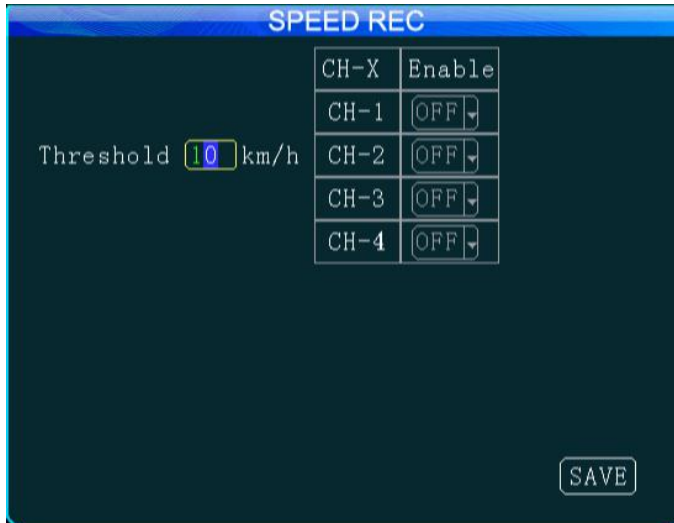 SPEED REC
CH-X Enable
CH-1 OFF
Threshold 10 km/h CH-2 OFF
CH-3 OFF
CH-4 OFF
SAVE